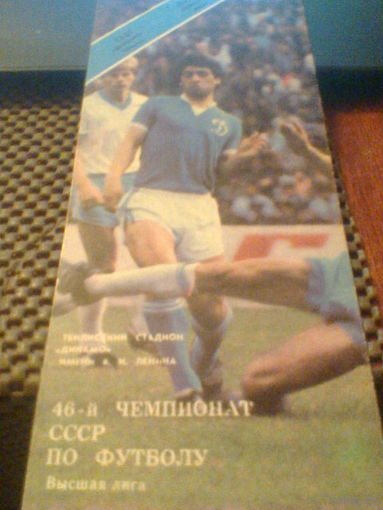 ТБИЛИССКИЙ СТАДИОН
«ДИНАМО»
ИМЕНИ В. И. ЛЕНИНА
46-й ЧЕМПИОНАТ
СССР
ПО ФУТБОЛУ
Высшая лига